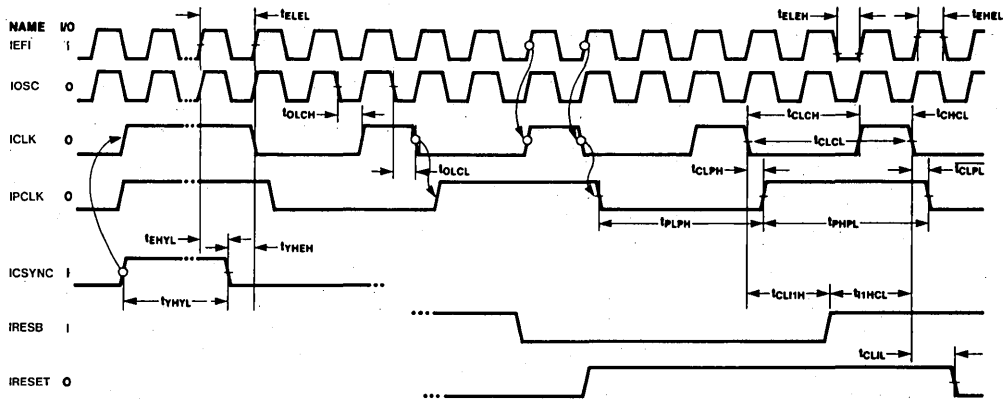 NAME I/O
IEFI I
tELEL
tELEH
tEHEL
IOSC O
tOLCH
tCLCH
tCHCL
ICLK O
tOLCL
tCLCL
tCLPH
tCLPL
IPCLK O
tPLPH
tPHPL
tEHYL
tYHEH
ICSYNC I
tYHYL
tCLI1H
tI1HCL
IRESB I
tCLIL
IRESET O